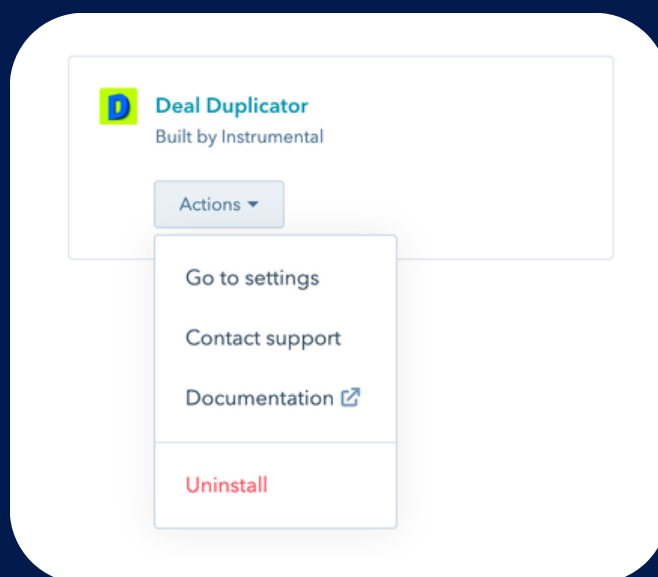 D
Deal Duplicator
Built by Instrumental
Actions
Go to settings
Contact support
Documentation
Uninstall